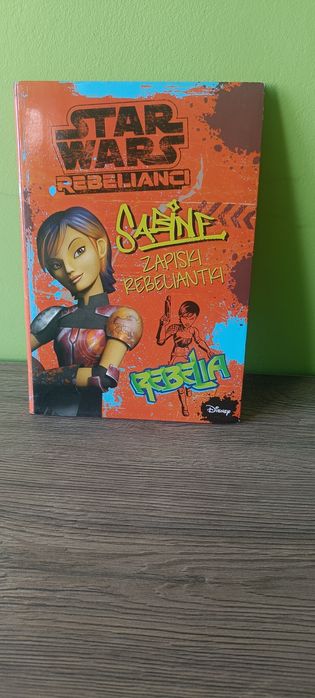 STAR
WARS
REBELIANCI
SABINE
ZAPISKI
REBELIANTKI
REBELIA
Disney